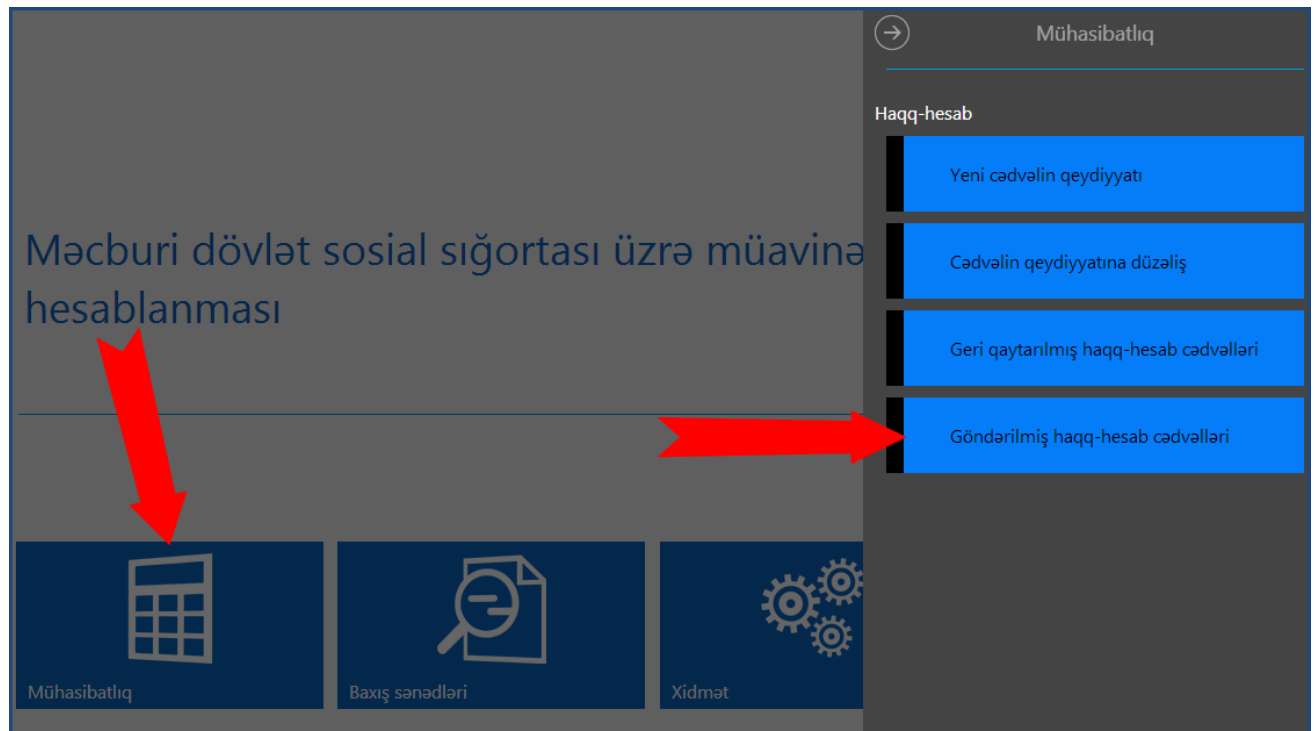 Mühasibatlıq
Haqq-hesab
Yeni cədvəlin qeydiyyatı
Cədvəlin qeydiyyatına düzəliş
Geri qaytarılmış haqq-hesab cədvəlləri
Göndərilmiş haqq-hesab cədvəlləri
Məcburi dövlət sosial sığortası üzrə müavinə
hesablanması
Mühasibatlıq
Baxış sənədləri
Xidmət